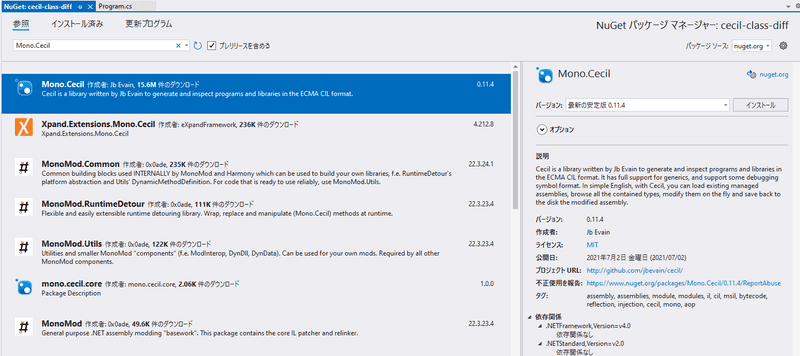 NuGet: cecil-class-diff
Program.cs
参照 インストール済み 更新プログラム
NuGet パッケージ マネージャー: cecil-class-diff
Mono.Cecil
プレリリースを含める
パッケージ ソース: nuget.org
Mono.Cecil 作成者: Jb Evain, 15.6M 件のダウンロード
0.11.4
Cecil is a library written by Jb Evain to generate and inspect programs and libraries in the ECMA CIL format.
Xpand.Extensions.Mono.Cecil 作成者: eXpandFramework, 236K 件のダウンロード
4.212.8
Xpand.Extensions.Mono.Cecil
MonoMod.Common 作成者: 0x0ade, 235K 件のダウンロード
22.3.24.1
Common building blocks used INHERENTLY by MonoMod and Harmony which can be used to build your own libraries, f.e. RuntimeDetour's
platform abstraction and Utils' DynamicMethodDefinition. For code that is ready to use reliably, use MonoMod.Utils.
MonoMod.RuntimeDetour 作成者: 0x0ade, 111K 件のダウンロード
22.3.23.4
Flexible and easily extensible runtime detouring library. Wrap, replace and manipulate (Mono.Cecil) methods at runtime.
MonoMod.Utils 作成者: 0x0ade, 122K 件のダウンロード
22.3.23.4
Utilities and smaller MonoMod "components" (f.e. ModInterop, DynDll, DynData). Can be used for your own mods. Required by all other
MonoMod components.
mono.cecil.core 作成者: mono.cecil.core, 2.06K 件のダウンロード
1.0.0
Package Description
MonoMod 作成者: 0x0ade, 49.6K 件のダウンロード
22.3.23.4
General purpose .NET assembly modding "basework". This package contains the core IL patcher and relinker.
Mono.Cecil
nuget.org
バージョン: 最新の安定版 0.11.4
インストール
オプション
説明
Cecil is a library written by Jb Evain to generate and inspect programs and libraries
in the ECMA CIL format. It has full support for generics, and support some debugging
symbol format. In simple English, with Cecil, you can load existing managed
assemblies, browse all the contained types, modify them on the fly and save back to
the disk the modified assembly.
バージョン: 0.11.4
作成者: Jb Evain
ライセンス: MIT
公開日: 2021年7月2日 金曜日 (2021/07/02)
プロジェクト URL: http://github.com/jbevain/cecil/
不正使用を報告: https://www.nuget.org/packages/Mono.Cecil/0.11.4/ReportAbuse
タグ: assembly, assemblies, module, modules, il, cil, msil, bytecode,
reflection, injection, cecil, mono, aop
依存関係
.NETFramework,Version=v4.0
依存関係なし
.NETStandard,Version=v2.0
依存関係なし